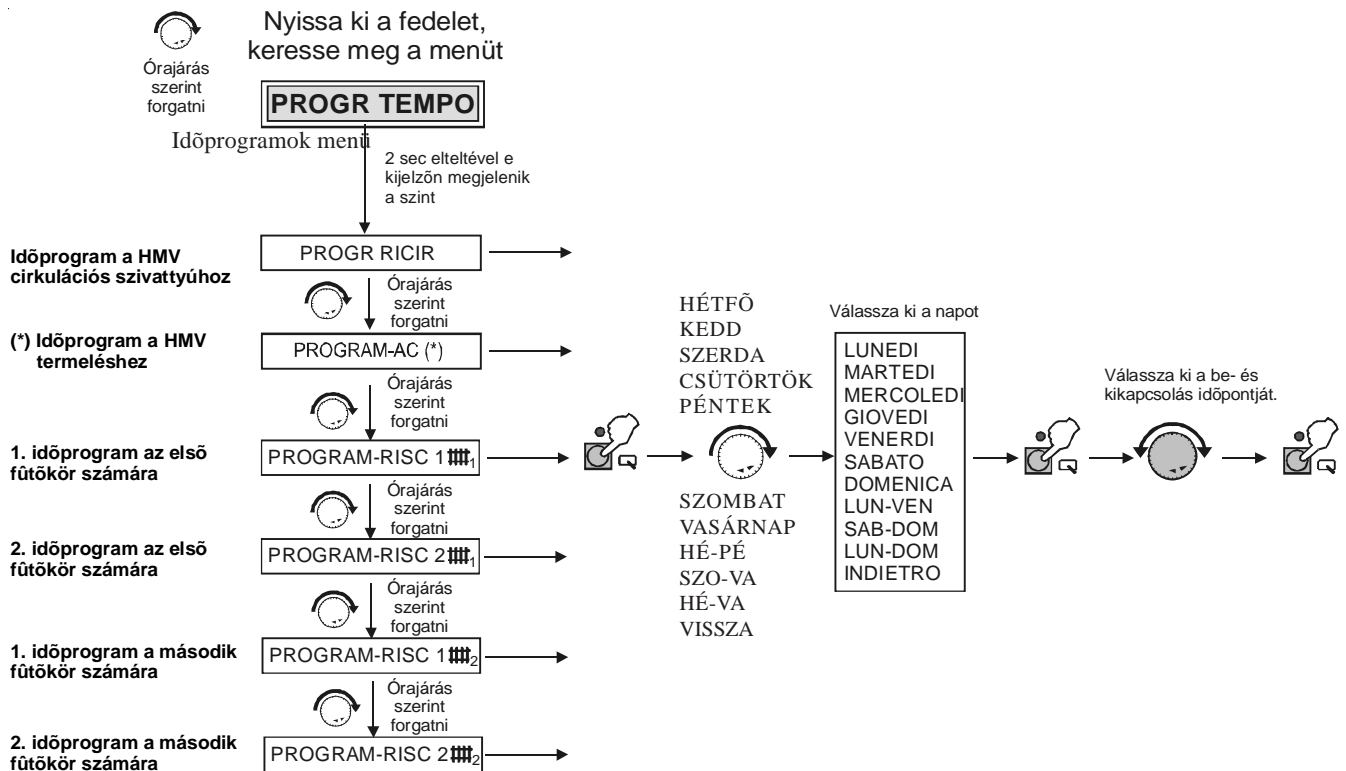 Nyissa ki a fedelet,
keresse meg a menüt
Órajárás
szerint
forgatni
PROGR TEMPO
Idõprogramok menü
2 sec elteltével e
kijelzõn megjelenik
a szint
Idõprogram a HMV
cirkulációs szivattyúhoz
PROGR RICIR
Órajárás
szerint
forgatni
(*) Idõprogram a HMV
termeléshez
PROGRAM-AC (*)
Órajárás
szerint
forgatni
1. idõprogram az elsõ
fûtõkör számára
PROGRAM-RISC 1 1
Órajárás
szerint
forgatni
2. idõprogram az elsõ
fûtõkör számára
PROGRAM-RISC 2 1
Órajárás
szerint
forgatni
1. idõprogram a második
fûtõkör számára
PROGRAM-RISC 1 2
Órajárás
szerint
forgatni
2. idõprogram a második
fûtõkör számára
PROGRAM-RISC 2 2
HÉTFÕ
KEDD
SZERDA
CSÜTÖRTÖK
PÉNTEK
SZOMBAT
VASÁRNAP
HÉ-PÉ
SZO-VA
HÉ-VA
VISSZA
Válassza ki a napot
LUNEDI
MARTEDI
MERCOLEDI
GIOVEDI
VENERDI
SABATO
DOMENICA
LUN-VEN
SAB-DOM
LUN-DOM
INDIETRO
Válassza ki a be- és
kikapcsolás idõpontját.